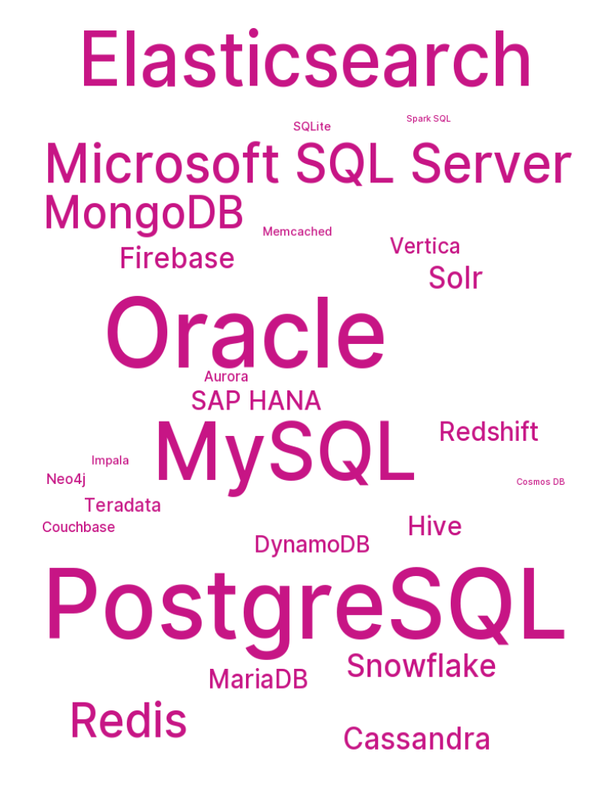 Elasticsearch
Spark SQL
SQLite
Microsoft SQL Server
MongoDB
Memcached
Vertica
Firebase
Solr
Oracle
Aurora
SAP HANA
Redshift
MySQL
Impala
Neo4j
Cosmos DB
Teradata
Couchbase
Hive
DynamoDB
PostgreSQL
Snowflake
MariaDB
Redis
Cassandra